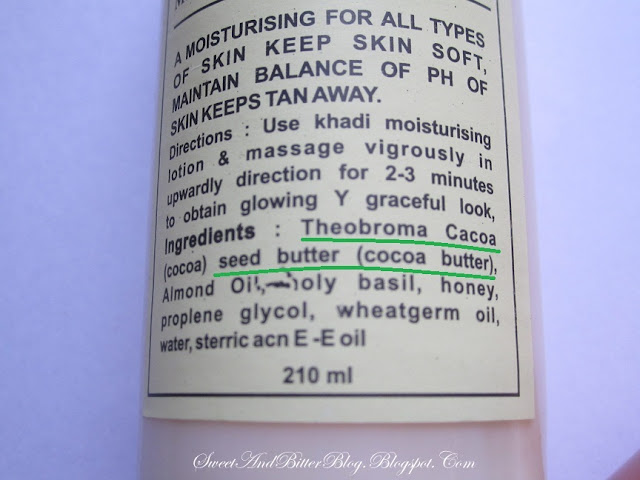 A MOISTURISING FOR ALL TYPES
OF SKIN KEEP SKIN SOFT,
MAINTAIN BALANCE OF PH OF
SKIN KEEPS TAN AWAY.
Directions : Use khadi moisturising
lotion & massage vigrously in
upwardly direction for 2-3 minutes
to obtain glowing Y graceful look,
Ingredients : Theobroma Cacoa
(cocoa) seed butter (cocoa butter),
Almond Oil, holy basil, honey,
proplene glycol, wheatgerm oil,
water, sterric acn E -E oil
210 ml
SweetAndBitterBlog.Blogspot.Com